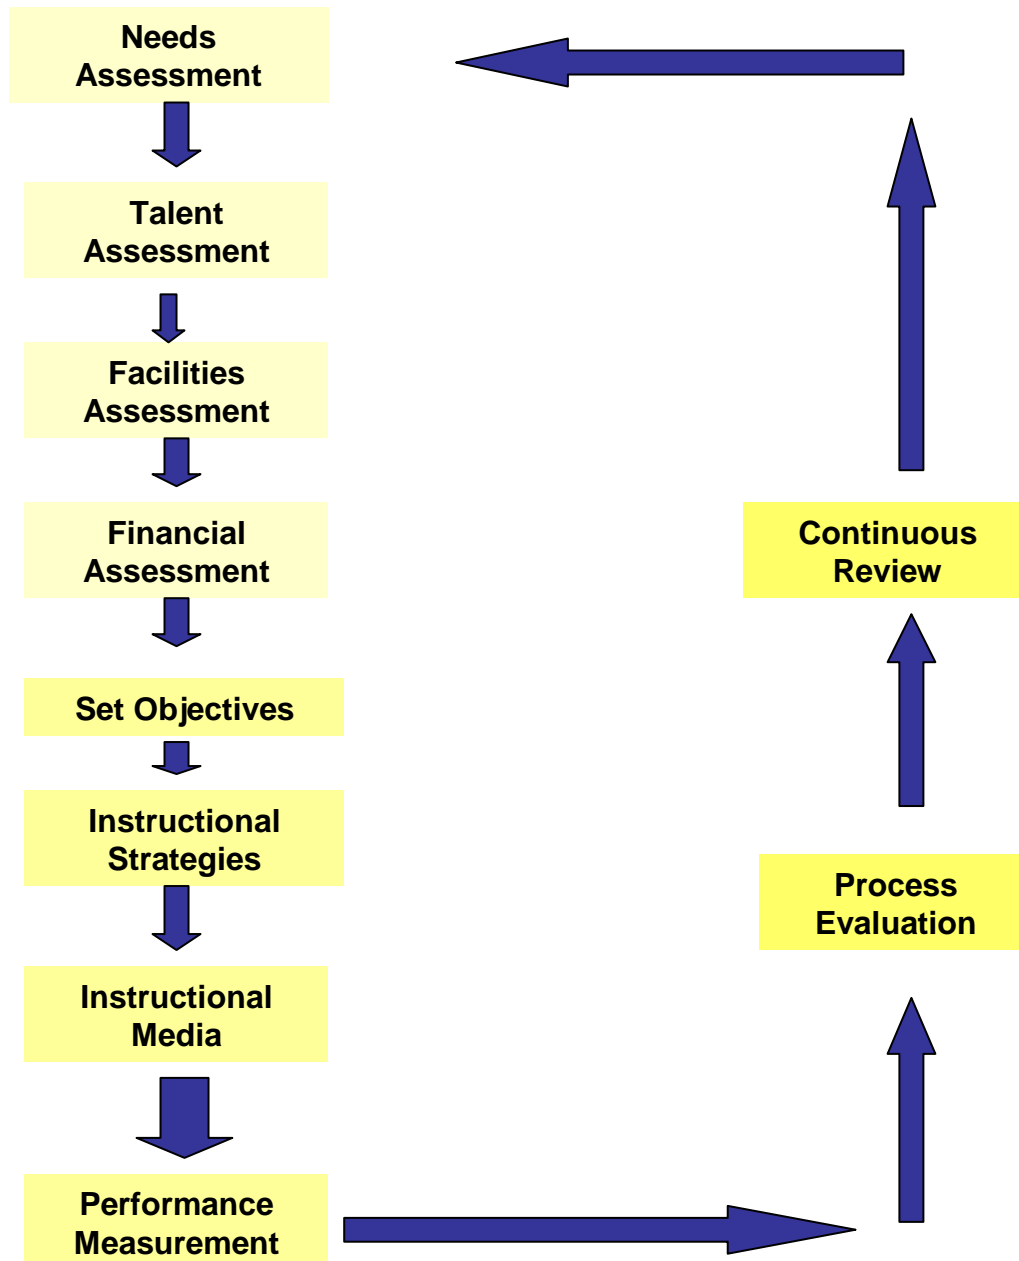 Needs
Assessment
Talent
Assessment
Facilities
Assessment
Financial
Assessment
Set Objectives
Instructional
Strategies
Instructional
Media
Performance
Measurement
Process
Evaluation
Continuous
Review